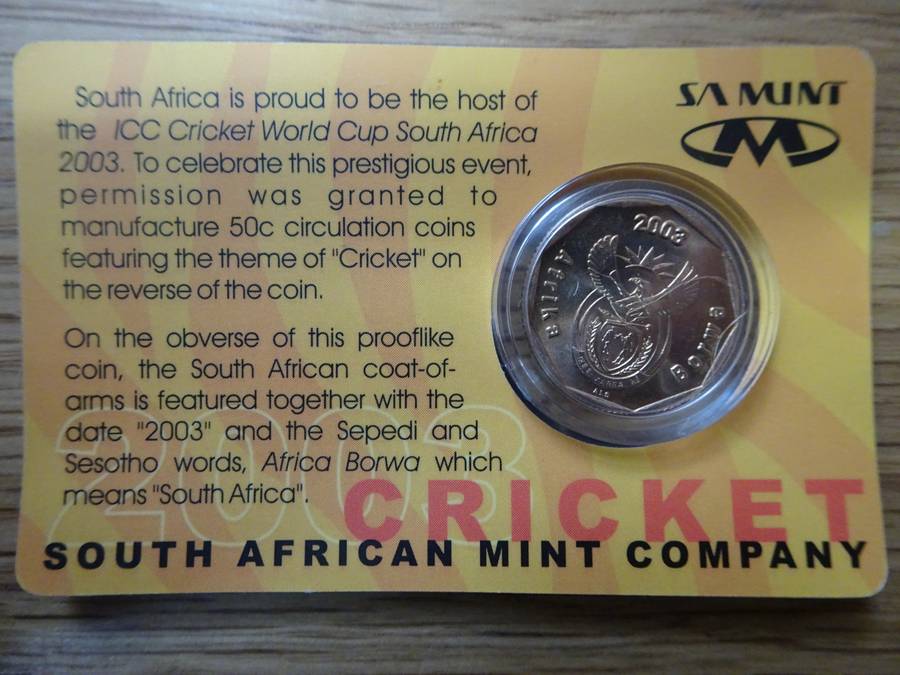 South Africa is proud to be the host of
the ICC Cricket World Cup South Africa
2003. To celebrate this prestigious event,
permission was granted to
manufacture 50c circulation coins
featuring the theme of "Cricket" on
the reverse of the coin.
On the obverse of this prooflike
coin, the South African coat-of-
arms is featured together with the
date "2003" and the Sepedi and
Sesotho words, Africa Borwa which
means "South Africa".
SA MINT
2003
Afrika
Borwa
ALS
2003
CRICKET
SOUTH AFRICAN MINT COMPANY